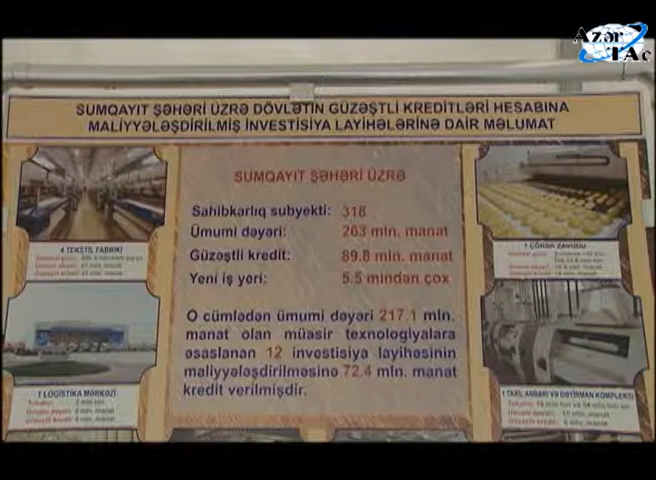 Azər
TAc
SUMQAYIT ŞƏHƏRİ ÜZRƏ DÖVLƏTİN GÜZƏŞTLİ KREDİTLƏRİ HESABINA
MALİYYƏLƏŞDİRİLMİŞ İNVESTİSİYA LAYİHƏLƏRİNƏ DAİR MƏLUMAT
SUMQAYIT ŞƏHƏRİ ÜZRƏ
Sahibkarlıq subyekti: 318
Ümumi dəyəri: 263 mln. manat
Güzəştli kredit: 89.8 mln. manat
Yeni iş yeri: 5.5 mindən çox
O cümlədən ümumi dəyəri 217.1 mln.
manat olan müasir texnologiyalara
əsaslanan 12 investisiya layihəsinin
maliyyələşdirilməsinə 72.4 mln. manat
kredit verilmişdir.
4 TEKSTİL FABRİKİ
1 LOGİSTİKA MƏRKƏZİ
1 ÇÖRƏK ZAVODU
1 TAXIL ANBARI VƏ DƏYİRMAN KOMPLEKSİ